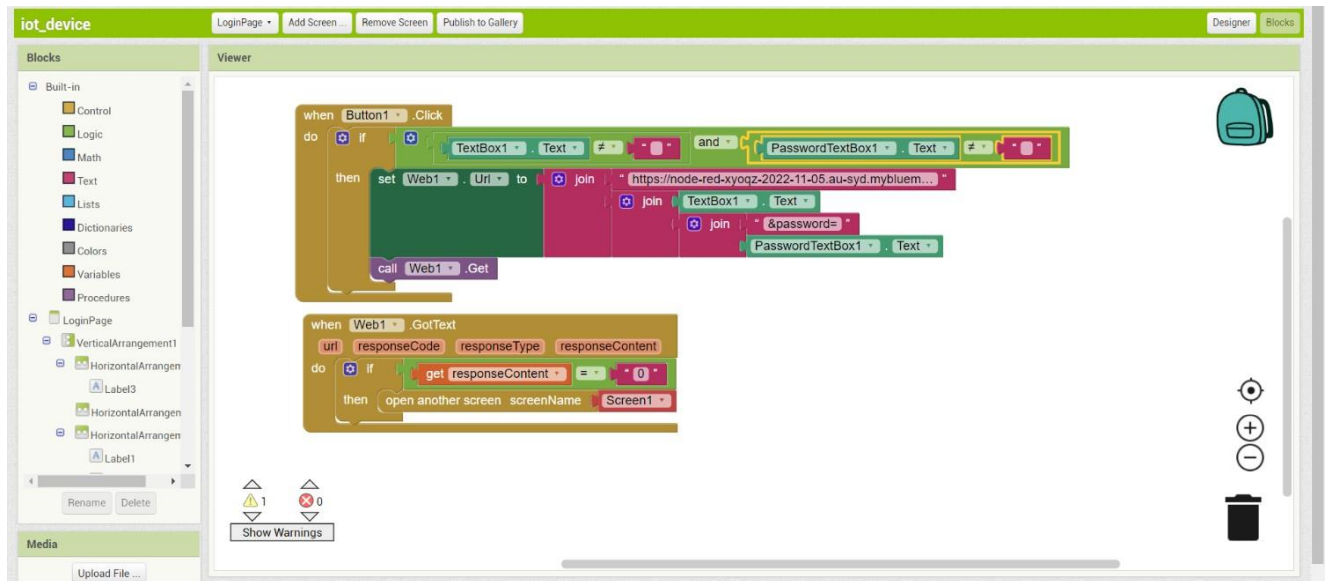 iot_device LoginPage Add Screen ... Remove Screen Publish to Gallery Designer Blocks
Blocks
Built-in
Control
Logic
Math
Text
Lists
Dictionaries
Colors
Variables
Procedures
LoginPage
VerticalArrangement1
HorizontalArrangem
Label3
HorizontalArrangem
HorizontalArrangem
Label1
Rename Delete
Media
Upload File ...
Viewer
when Button1 .Click
do if TextBox1 . Text ≠ " " and PasswordTextBox1 . Text ≠ " "
then set Web1 . Url to join " https://node-red-xyoqz-2022-11-05.au-syd.mybluem... "
join TextBox1 . Text
join " &password= "
PasswordTextBox1 . Text
call Web1 .Get
when Web1 .GotText
url responseCode responseType responseContent
do if get responseContent = " 0 "
then open another screen screenName Screen1
1 0
Show Warnings